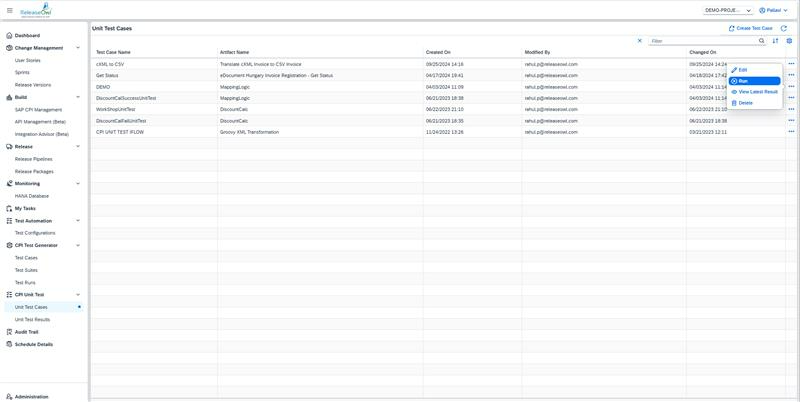 ReleaseOwl
DEMO-PROJE...
Pallavi
Dashboard
Change Management
User Stories
Sprints
Release Versions
Build
SAP CPI Management
API Management (Beta)
Integration Advisor (Beta)
Release
Release Pipelines
Release Packages
Monitoring
HANA Database
My Tasks
Test Automation
Test Configurations
CPI Test Generator
Test Cases
Test Suites
Test Runs
CPI Unit Test
Unit Test Cases
Unit Test Results
Audit Trail
Schedule Details
Administration
Unit Test Cases
Create Test Case
Filter
Test Case Name Artifact Name Created On Modified By Changed On
cXML to CSV Translate cXML Invoice to CSV Invoice 09/25/2024 14:16 rahul.p@releaseowl.com 09/25/2024 14:24
Get Status eDocument Hungary Invoice Registration - Get Status 04/17/2024 19:41 rahul.p@releaseowl.com 04/18/2024 17:42
DEMO MappingLogic 04/03/2024 11:09 rahul.p@releaseowl.com 04/03/2024 11:14
DiscountCalSuccessUnitTest MappingLogic 06/21/2023 18:38 rahul.p@releaseowl.com 04/03/2024 11:14
WorkShopUnitTest DiscountCalc 06/22/2023 21:10 rahul.p@releaseowl.com 06/22/2023 21:10
DiscountCalFailUnitTest DiscountCalc 06/21/2023 18:35 rahul.p@releaseowl.com 06/21/2023 18:38
CPI UNIT TEST IFLOW Groovy XML Transformation 11/24/2022 13:26 rahul.p@releaseowl.com 03/21/2023 12:11
Edit
Run
View Latest Result
Delete